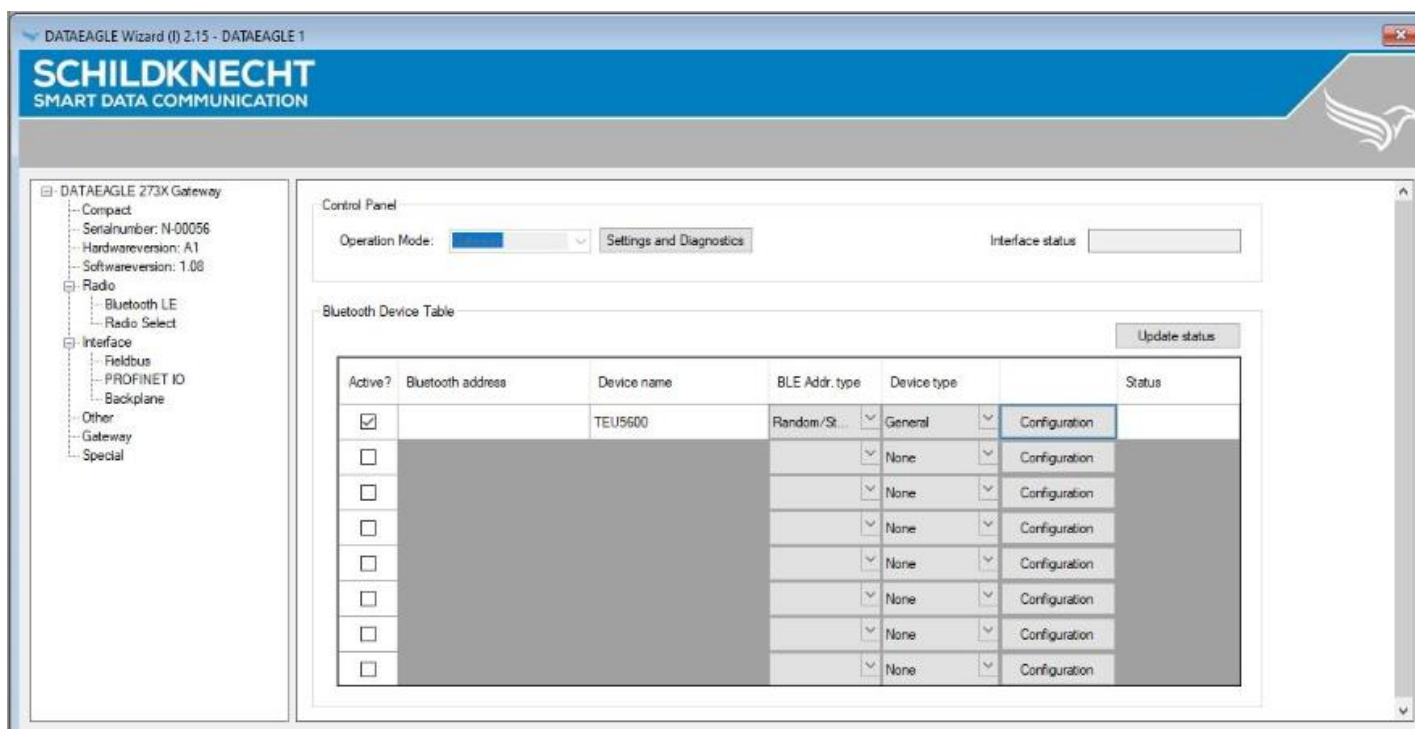 DATAEAGLE Wizard (I) 2.15 - DATAEAGLE 1
SCHILDKNECHT
SMART DATA COMMUNICATION
DATAEAGLE 273X Gateway
Compact
Serialnumber: N-00056
Hardwareversion: A1
Softwareversion: 1.08
Radio
Bluetooth LE
Radio Select
Interface
Fieldbus
PROFINET IO
Backplane
Other
Gateway
Special
Control Panel
Operation Mode: Settings and Diagnostics Interface status
Bluetooth Device Table
Update status
Active? Bluetooth address Device name BLE Addr. type Device type Status
TEU5600 Random/St... General Configuration
None Configuration
None Configuration
None Configuration
None Configuration
None Configuration
None Configuration
None Configuration